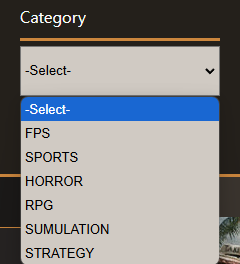 Category
-Select-
-Select-
FPS
SPORTS
HORROR
RPG
SUMULATION
STRATEGY